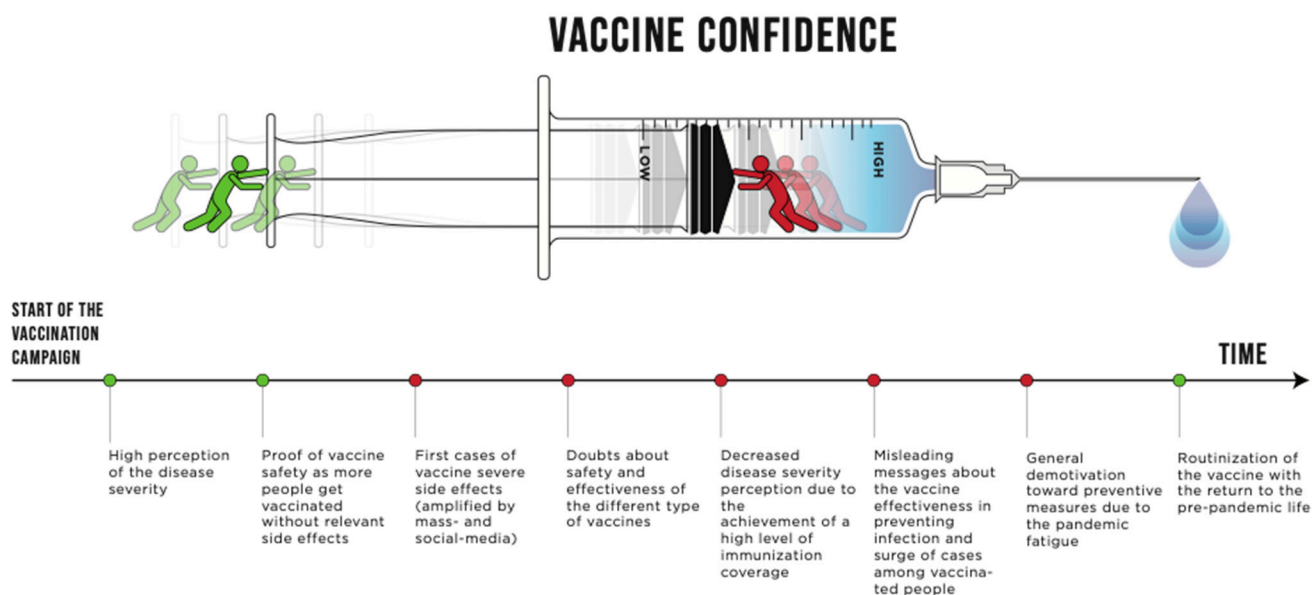 VACCINE CONFIDENCE
LOW
HIGH
START OF THE
VACCINATION
CAMPAIGN
TIME
High perception
of the disease
severity
Proof of vaccine
safety as more
people get
vaccinated
without relevant
side effects
First cases of
vaccine severe
side effects
(amplified by
mass- and
social-media)
Doubts about
safety and
effectiveness of
the different type
of vaccines
Decreased
disease severity
perception due to
the
achievement of a
high level of
immunization
coverage
Misleading
messages about
the vaccine
effectiveness in
preventing
infection and
surge of cases
among vaccina-
ted people
General
demotivation
toward preventive
measures due to
the pandemic
fatigue
Routinization of
the vaccine with
the return to the
pre-pandemic life